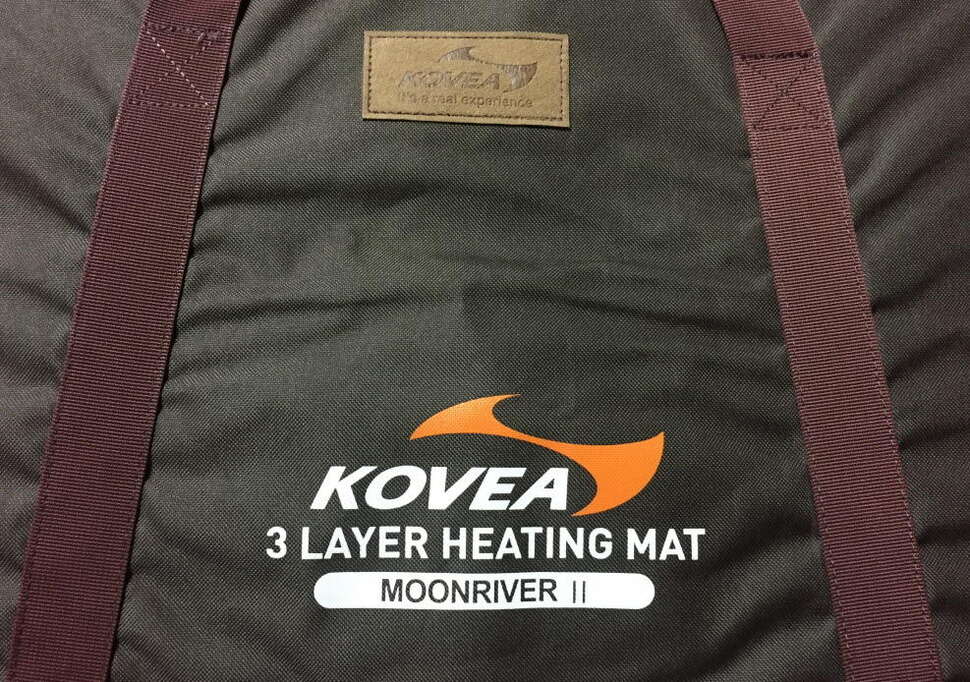 KOVEA
It's a real experience
KOVEA
3 LAYER HEATING MAT
MOONRIVER II